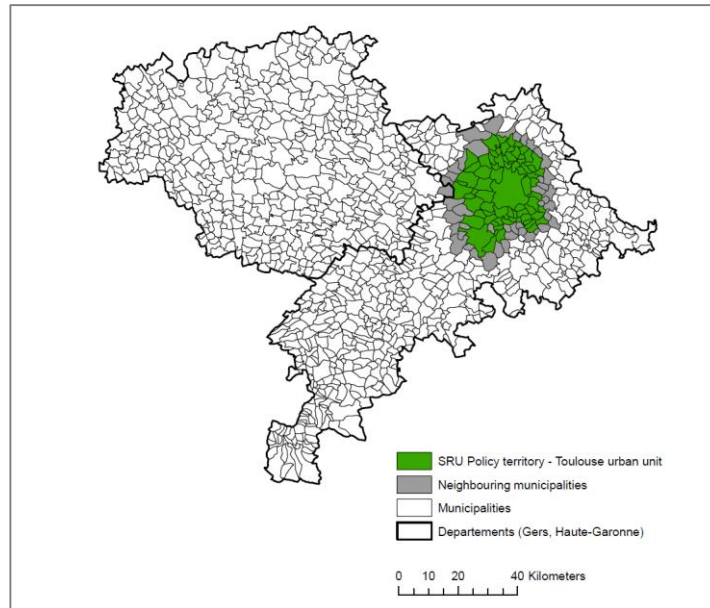 SRU Policy territory - Toulouse urban unit
Neighbouring municipalities
Municipalities
Departements (Gers, Haute-Garonne)
0 10 20 40 Kilometers